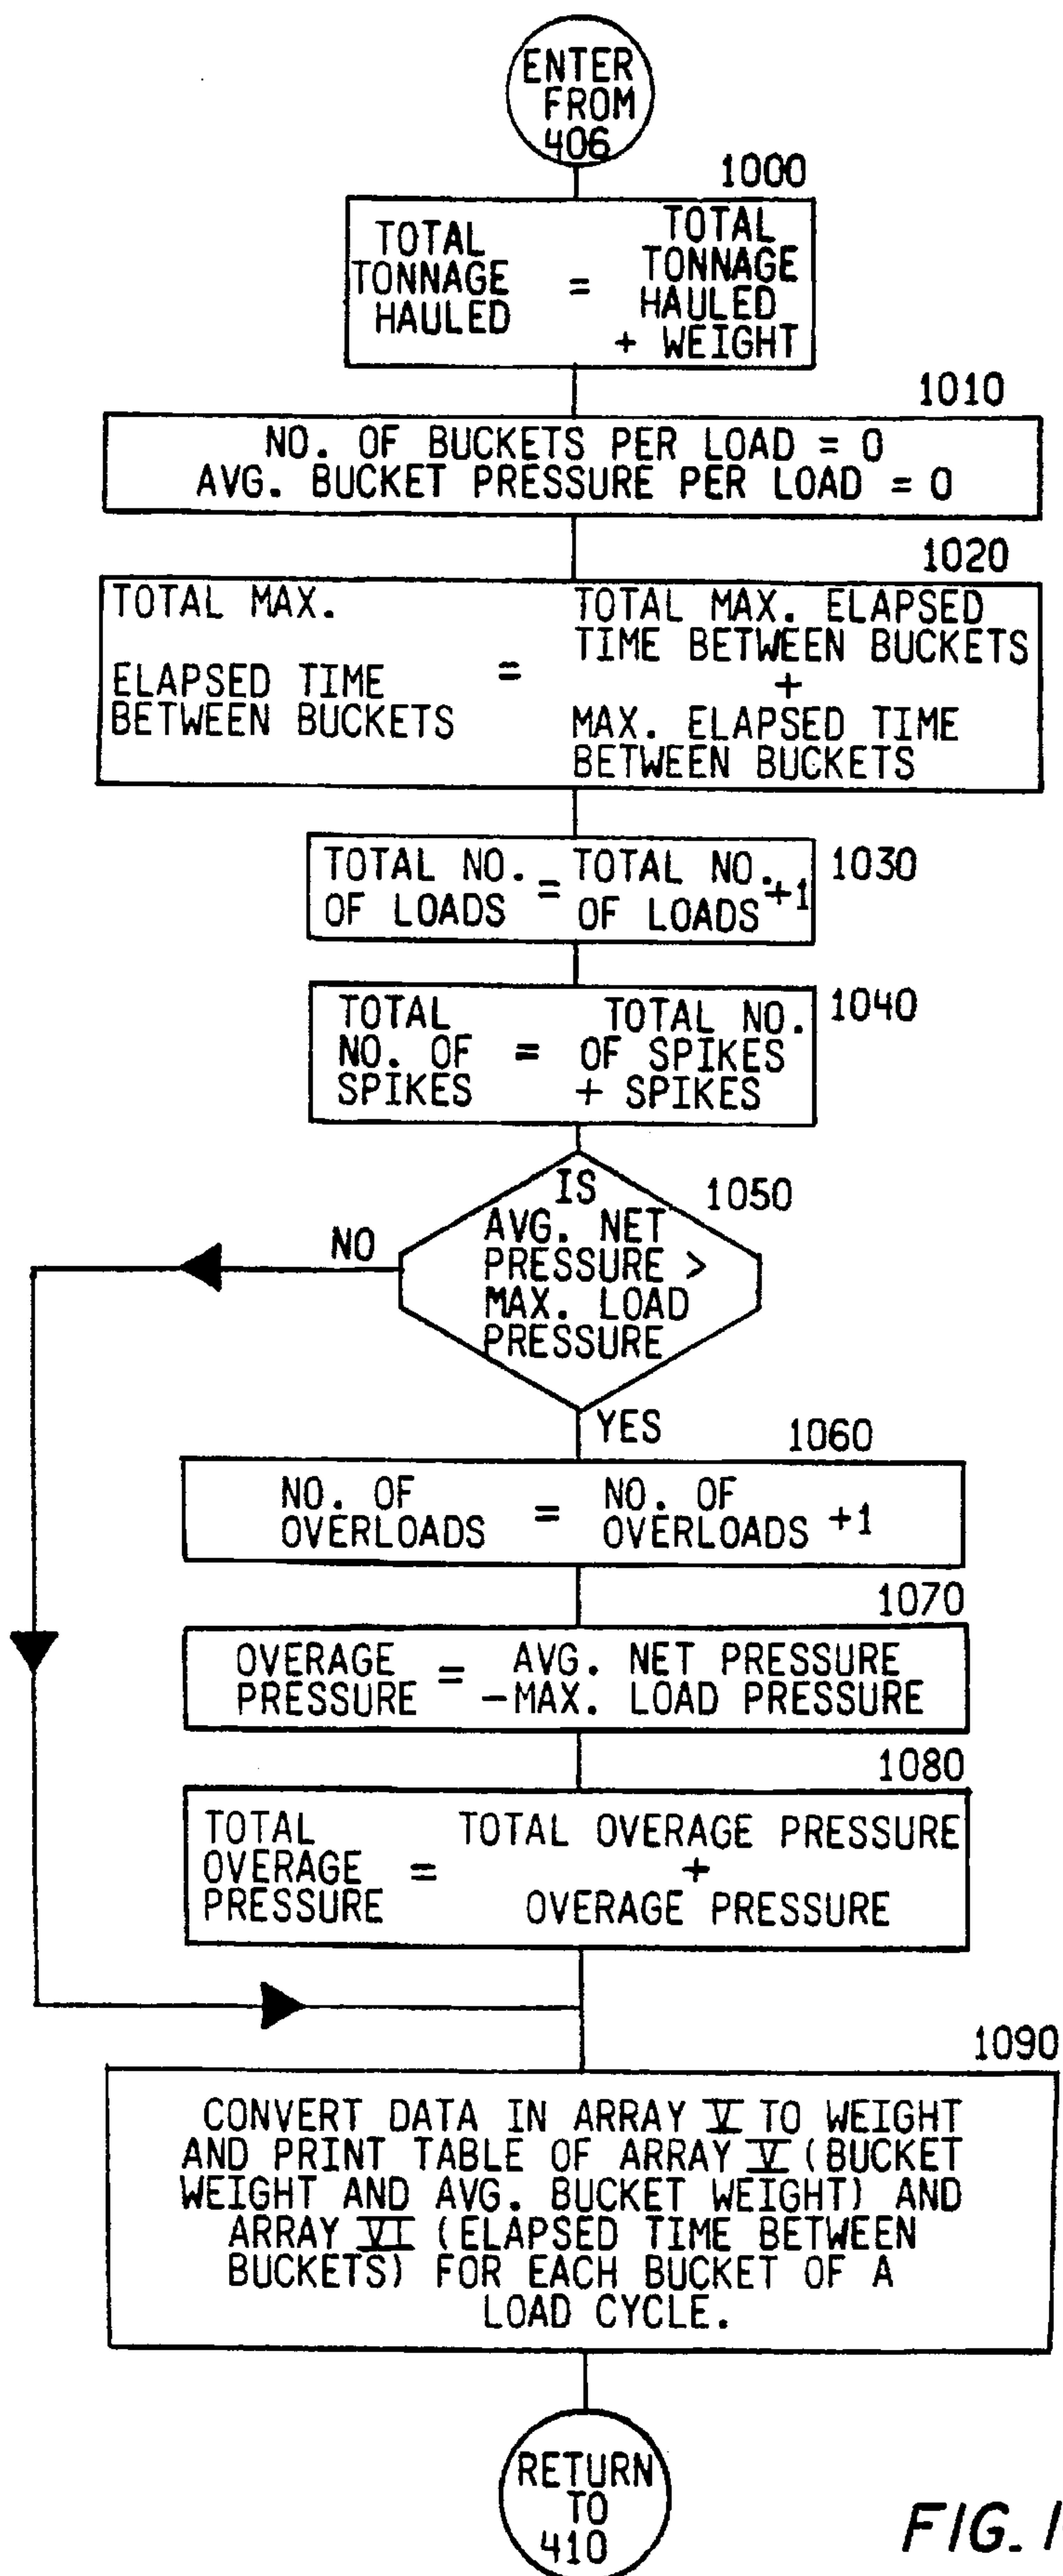 ENTER
FROM
406
1000
TOTAL
TONNAGE
HAULED
=
TOTAL
TONNAGE
HAULED
+ WEIGHT
1010
NO. OF BUCKETS PER LOAD = 0
AVG. BUCKET PRESSURE PER LOAD = 0
1020
TOTAL MAX.
ELAPSED TIME
BETWEEN BUCKETS
=
TOTAL MAX. ELAPSED
TIME BETWEEN BUCKETS
+
MAX. ELAPSED TIME
BETWEEN BUCKETS
1030
TOTAL NO.
OF LOADS
=
TOTAL NO.
OF LOADS
+1
1040
TOTAL
NO. OF
SPIKES
=
TOTAL NO.
OF SPIKES
+ SPIKES
1050
IS
AVG. NET
PRESSURE >
MAX. LOAD
PRESSURE
NO
YES
1060
NO. OF
OVERLOADS
=
NO. OF
OVERLOADS
+1
1070
OVERAGE
PRESSURE
=
AVG. NET PRESSURE
-MAX. LOAD PRESSURE
1080
TOTAL
OVERAGE
PRESSURE
=
TOTAL OVERAGE PRESSURE
+
OVERAGE PRESSURE
1090
CONVERT DATA IN ARRAY V TO WEIGHT
AND PRINT TABLE OF ARRAY V (BUCKET
WEIGHT AND AVG. BUCKET WEIGHT) AND
ARRAY VI (ELAPSED TIME BETWEEN
BUCKETS) FOR EACH BUCKET OF A
LOAD CYCLE.
RETURN
TO
410
FIG. 1